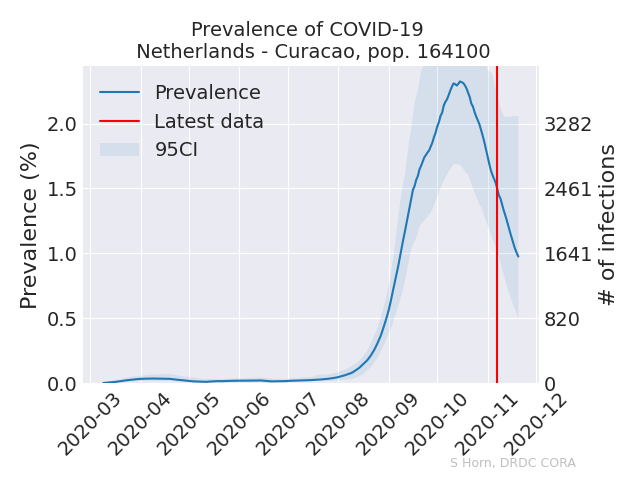 Prevalence of COVID-19
Netherlands - Curacao, pop. 164100
Prevalence
Latest data
95CI
Prevalence (%)
2.0
1.5
1.0
0.5
0.0
3282
2461
1641
820
0
# of infections
2020-03
2020-04
2020-05
2020-06
2020-07
2020-08
2020-09
2020-10
2020-11
2020-12
S Horn, DRDC CORA